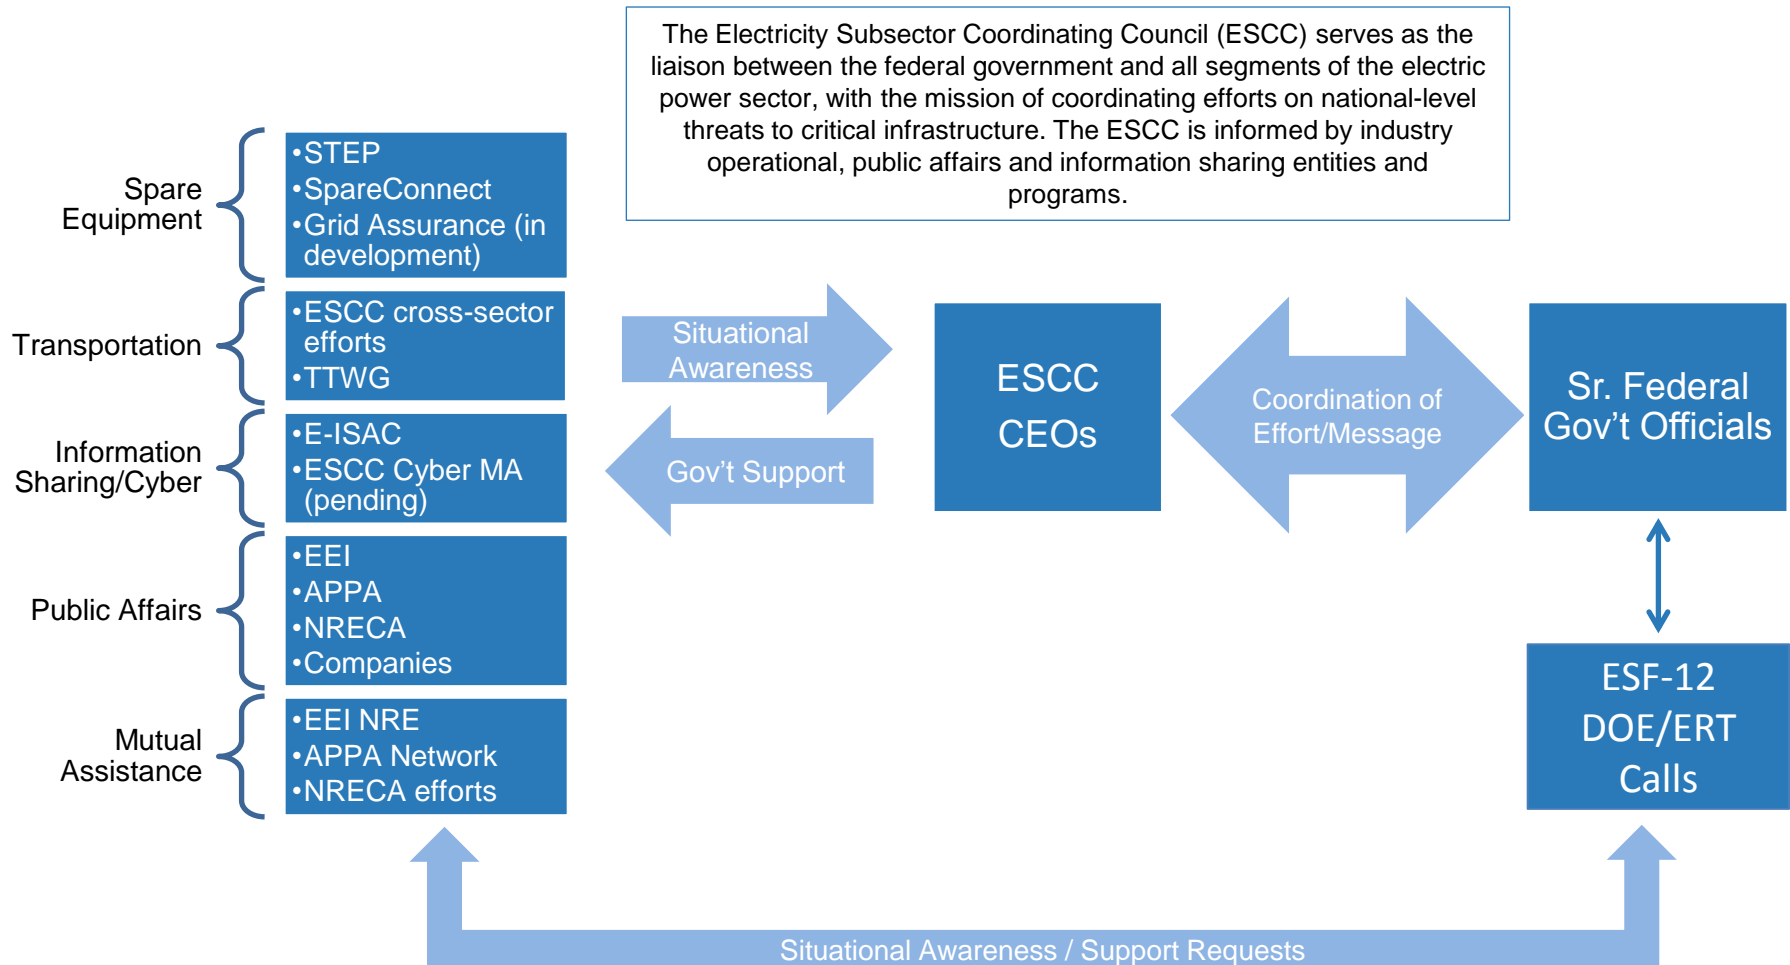 The Electricity Subsector Coordinating Council (ESCC) serves as the
liaison between the federal government and all segments of the electric
power sector, with the mission of coordinating efforts on national-level
threats to critical infrastructure. The ESCC is informed by industry
operational, public affairs and information sharing entities and
programs.
Spare
Equipment
•STEP
•SpareConnect
•Grid Assurance (in
development)
Transportation
•ESCC cross-sector
efforts
•TTWG
Information
Sharing/Cyber
•E-ISAC
•ESCC Cyber MA
(pending)
Public Affairs
•EEI
•APPA
•NRECA
•Companies
Mutual
Assistance
•EEI NRE
•APPA Network
•NRECA efforts
Situational
Awareness
Gov’t Support
ESCC
CEOs
Coordination of
Effort/Message
Sr. Federal
Gov’t Officials
ESF-12
DOE/ERT
Calls
Situational Awareness / Support Requests